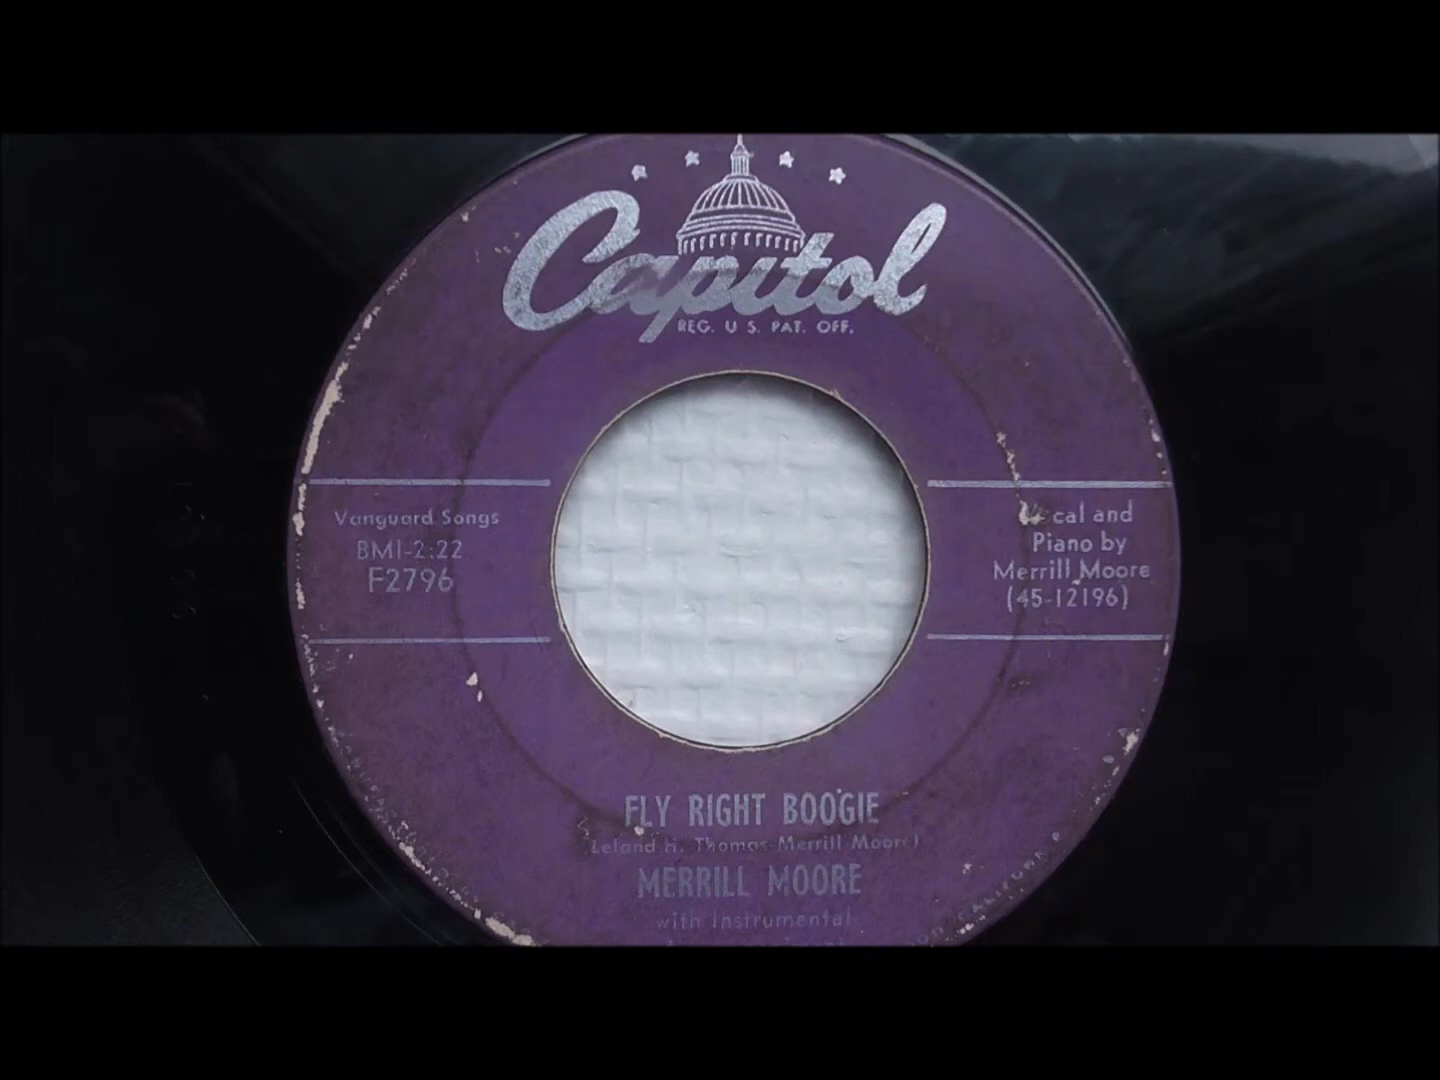 Capitol
REG. U.S. PAT. OFF.
Vanguard Songs
BMI-2:22
F2796
cal and
Piano by
Merrill Moore
(45-12196)
FLY RIGHT BOOGIE
(Leland H. Thomas-Merrill Moore)
MERRILL MOORE
with Instrumental